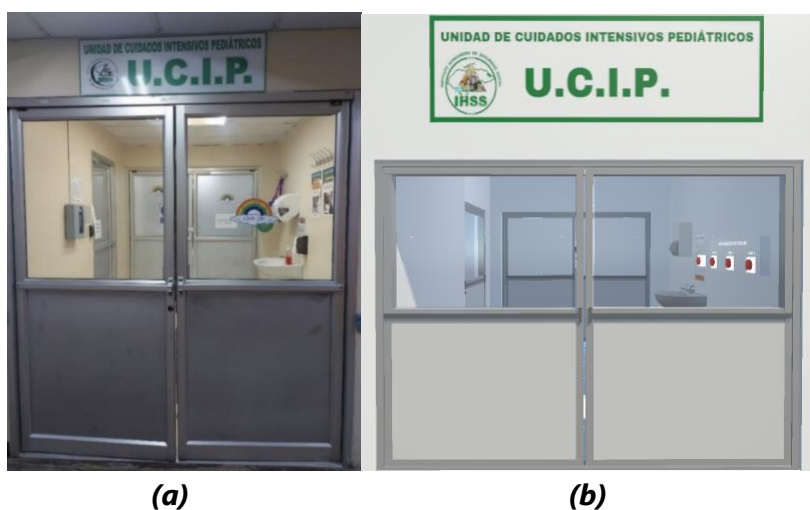 UNIDAD DE CUIDADOS INTENSIVOS PEDIÁTRICOS
U.C.I.P.
UNIDAD DE CUIDADOS INTENSIVOS PEDIÁTRICOS
IHSS
U.C.I.P.
(a)
(b)